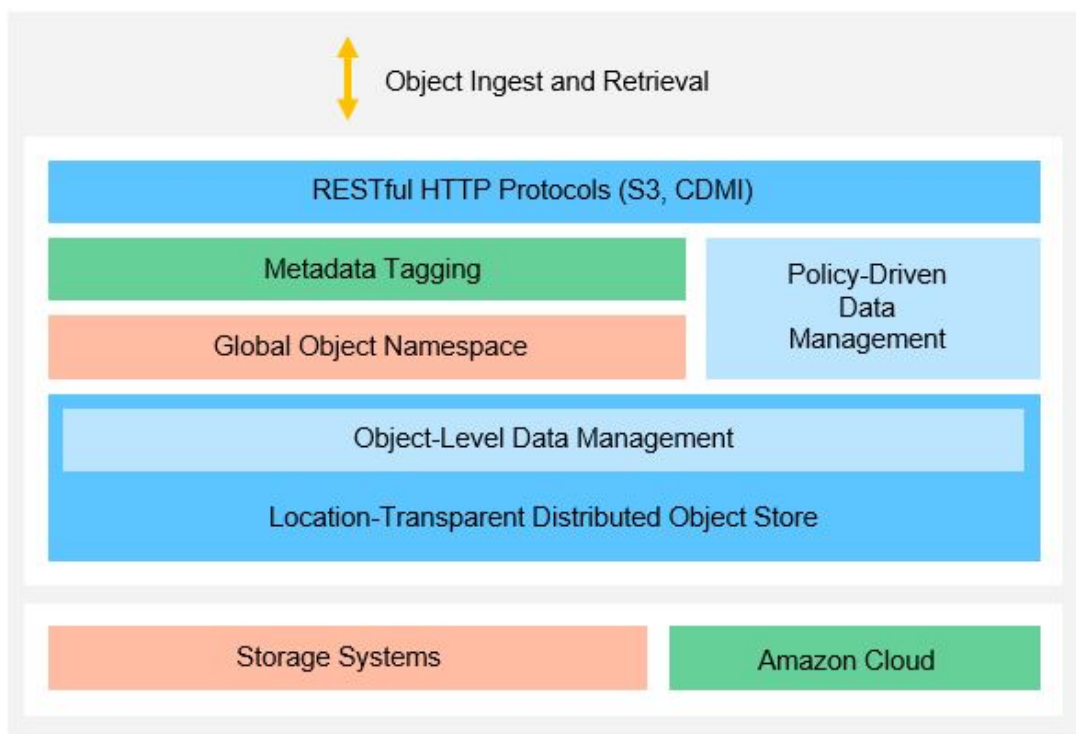 Object Ingest and Retrieval
RESTful HTTP Protocols (S3, CDMI)
Metadata Tagging
Policy-Driven
Data
Management
Global Object Namespace
Object-Level Data Management
Location-Transparent Distributed Object Store
Storage Systems
Amazon Cloud